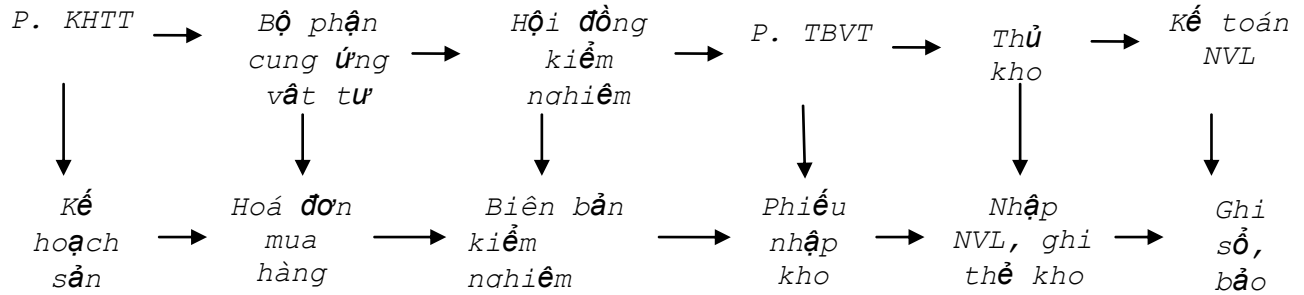 P. KHTT
Bộ phận
cung ứng
vật tư
Hội đồng
kiểm
nghiệm
P. TBVT
Thủ
kho
Kế toán
NVL
Kế
hoạch
sản
Hoá đơn
mua
hàng
Biên bản
kiểm
nghiệm
Phiếu
nhập
kho
Nhập
NVL, ghi
thẻ kho
Ghi
sổ,
bảo